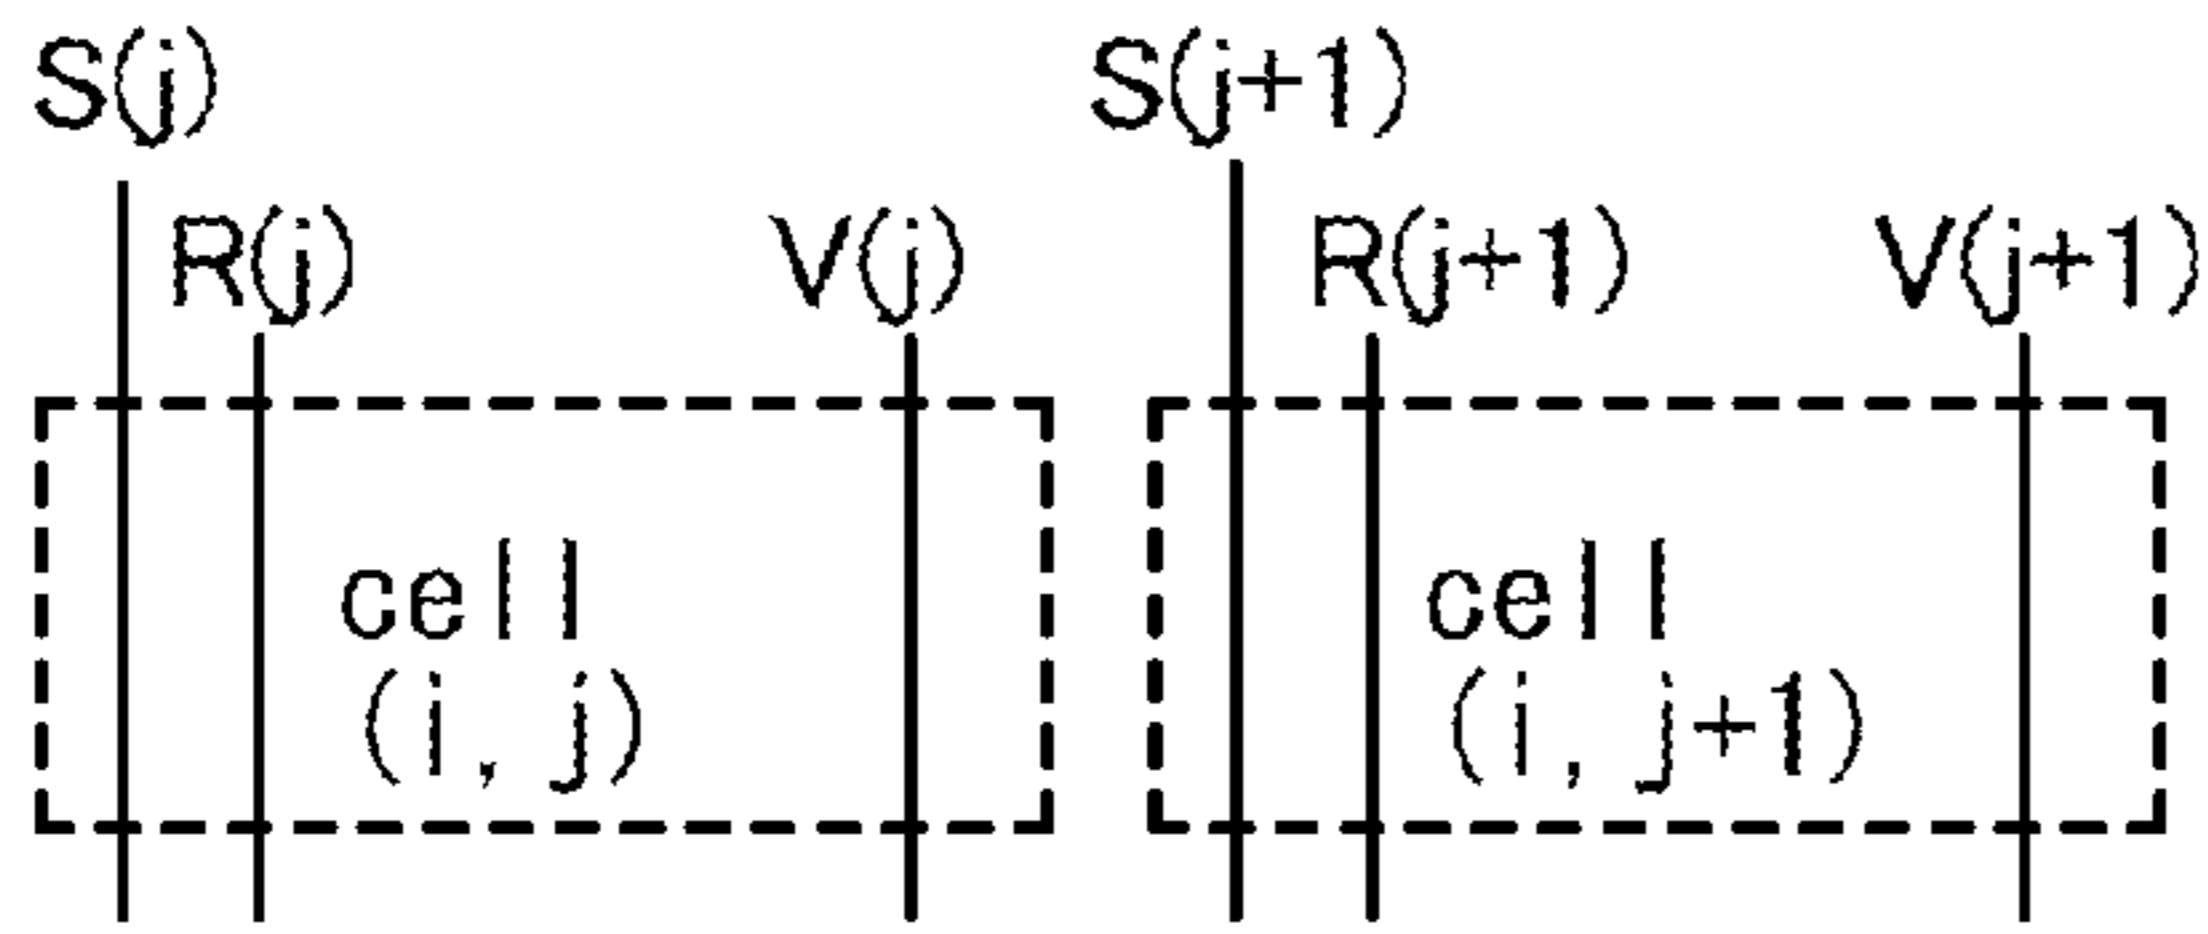 S(j) S(j+1)
R(j) V(j) R(j+1) V(j+1)
cell cell
(i, j) (i, j+1)